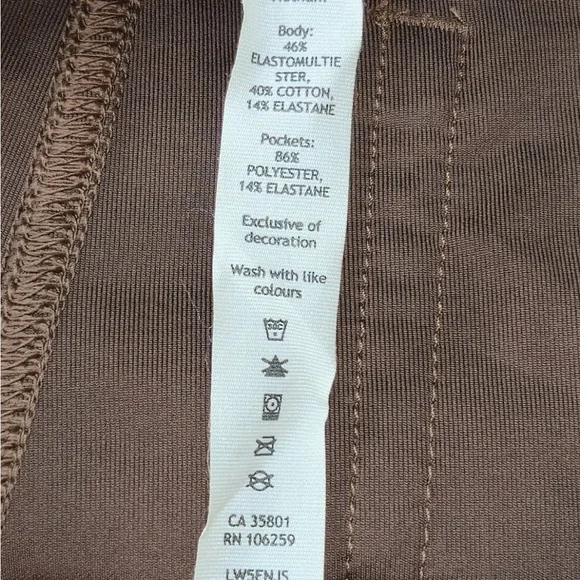 Body:
46%
ELASTOMULTIE
STER,
40% COTTON,
14% ELASTANE
Pockets:
86%
POLYESTER,
14% ELASTANE
Exclusive of
decoration
Wash with like
colours
CA 35801
RN 106259